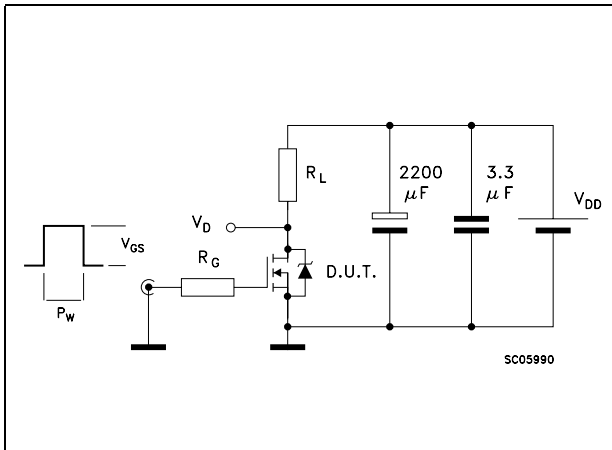 2200
μF
3.3
μF
R_L
V_DD
V_D
V_GS
R_G
D.U.T.
P_W
SC05990